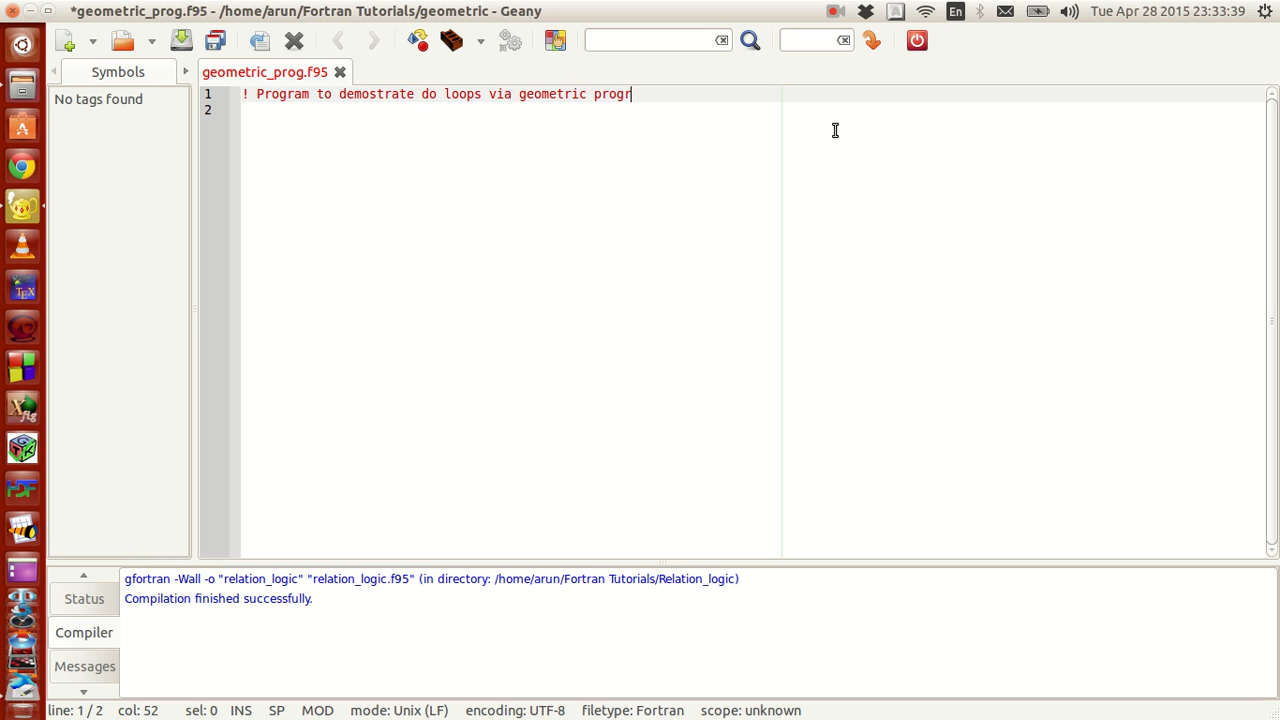 *geometric_prog.f95 - /home/arun/Fortran Tutorials/geometric - Geany
En
Tue Apr 28 2015 23:33:39
Symbols
geometric_prog.f95
No tags found
1 ! Program to demostrate do loops via geometric progr
2
gfortran -Wall -o "relation_logic" "relation_logic.f95" (in directory: /home/arun/Fortran Tutorials/Relation_logic)
Compilation finished successfully.
Status
Compiler
Messages
line: 1 / 2 col: 52 sel: 0 INS SP MOD mode: Unix (LF) encoding: UTF-8 filetype: Fortran scope: unknown